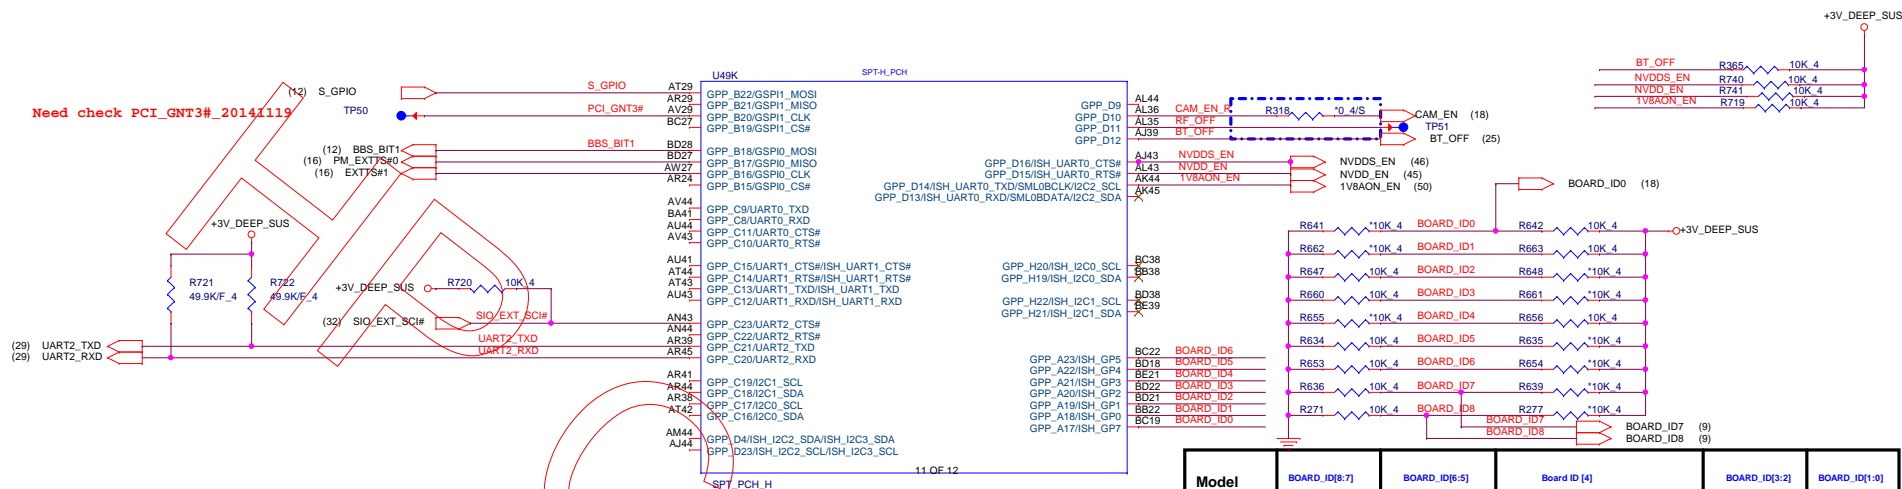 +3V_DEEP_SUS
BT_OFF R365 10K_4
NVDDS_EN R740 10K_4
NVDD_EN R741 10K_4
1V8AON_EN R719 10K_4
Need check PCI_GNT3#_20141119
U49K
SPT-H_PCH
(12) S_GPIO S_GPIO AT29 GPP_B22/GSPI1_MOSI
AR29 GPP_B21/GSPI1_MISO
TP50 PCI_GNT3# AV29 GPP_B20/GSPI1_CLK
BC27 GPP_B19/GSPI1_CS#
(12) BBS_BIT1 BBS_BIT1 BD28 GPP_B18/GSPI0_MOSI
(16) PM_EXTTS#0 BD27 GPP_B17/GSPI0_MISO
(16) EXTTS#1 AW27 GPP_B16/GSPI0_CLK
AR24 GPP_B15/GSPI0_CS#
AV44 GPP_C9/UART0_TXD
BA41 GPP_C8/UART0_RXD
AU44 GPP_C11/UART0_CTS#
AV43 GPP_C10/UART0_RTS#
AU41 GPP_C15/UART1_CTS#/ISH_UART1_CTS#
AT44 GPP_C14/UART1_RTS#/ISH_UART1_RTS#
AT43 GPP_C13/UART1_TXD/ISH_UART1_TXD
AU43 GPP_C12/UART1_RXD/ISH_UART1_RXD
+3V_DEEP_SUS
R721 49.9K/F_4
R722 49.9K/F_4
+3V_DEEP_SUS R720 10K_4
(32) SIO_EXT_SCI# SIO_EXT_SCI# AN43 GPP_C23/UART2_CTS#
AN44 GPP_C22/UART2_RTS#
(29) UART2_TXD UART2_TXD AR39 GPP_C21/UART2_TXD
(29) UART2_RXD UART2_RXD AR45 GPP_C20/UART2_RXD
AR41 GPP_C19/I2C1_SCL
AR44 GPP_C18/I2C1_SDA
AR38 GPP_C17/I2C0_SCL
AT42 GPP_C16/I2C0_SDA
AM44 GPP_D4/ISH_I2C2_SDA/ISH_I2C3_SDA
AJ44 GPP_D23/ISH_I2C2_SCL/ISH_I2C3_SCL
GPP_D9 AL44
GPP_D10 AL36 CAM_EN_R R318 *0_4/S CAM_EN (18)
GPP_D11 AL35 RF_OFF TP51
GPP_D12 AJ39 BT_OFF BT_OFF (25)
GPP_D16/ISH_UART0_CTS# AJ43 NVDDS_EN NVDDS_EN (46)
GPP_D15/ISH_UART0_RTS# AL43 NVDD_EN NVDD_EN (45)
GPP_D14/ISH_UART0_TXD/SML0BCLK/I2C2_SCL AK44 1V8AON_EN 1V8AON_EN (50)
GPP_D13/ISH_UART0_RXD/SML0BDATA/I2C2_SDA AK45
GPP_H20/ISH_I2C0_SCL BC38
GPP_H19/ISH_I2C0_SDA BB38
GPP_H22/ISH_I2C1_SCL BD38
GPP_H21/ISH_I2C1_SDA BE39
GPP_A23/ISH_GP5 BC22 BOARD_ID6
GPP_A22/ISH_GP4 BD18 BOARD_ID5
GPP_A21/ISH_GP3 BE21 BOARD_ID4
GPP_A20/ISH_GP2 BD22 BOARD_ID3
GPP_A19/ISH_GP1 BD21 BOARD_ID2
GPP_A18/ISH_GP0 BB22 BOARD_ID1
GPP_A17/ISH_GP7 BC19 BOARD_ID0
11 OF 12
SPT_PCH_H
BOARD_ID0 (18)
R641 *10K_4 BOARD_ID0 R642 10K_4 +3V_DEEP_SUS
R662 *10K_4 BOARD_ID1 R663 10K_4
R647 10K_4 BOARD_ID2 R648 *10K_4
R660 10K_4 BOARD_ID3 R661 *10K_4
R655 *10K_4 BOARD_ID4 R656 10K_4
R634 10K_4 BOARD_ID5 R635 *10K_4
R653 10K_4 BOARD_ID6 R654 *10K_4
R636 10K_4 BOARD_ID7 R639 *10K_4
R271 10K_4 BOARD_ID8 R277 *10K_4
BOARD_ID7 BOARD_ID7 (9)
BOARD_ID8 BOARD_ID8 (9)
Model BOARD_ID[8:7] BOARD_ID[6:5] Board ID [4] BOARD_ID[3:2] BOARD_ID[1:0]